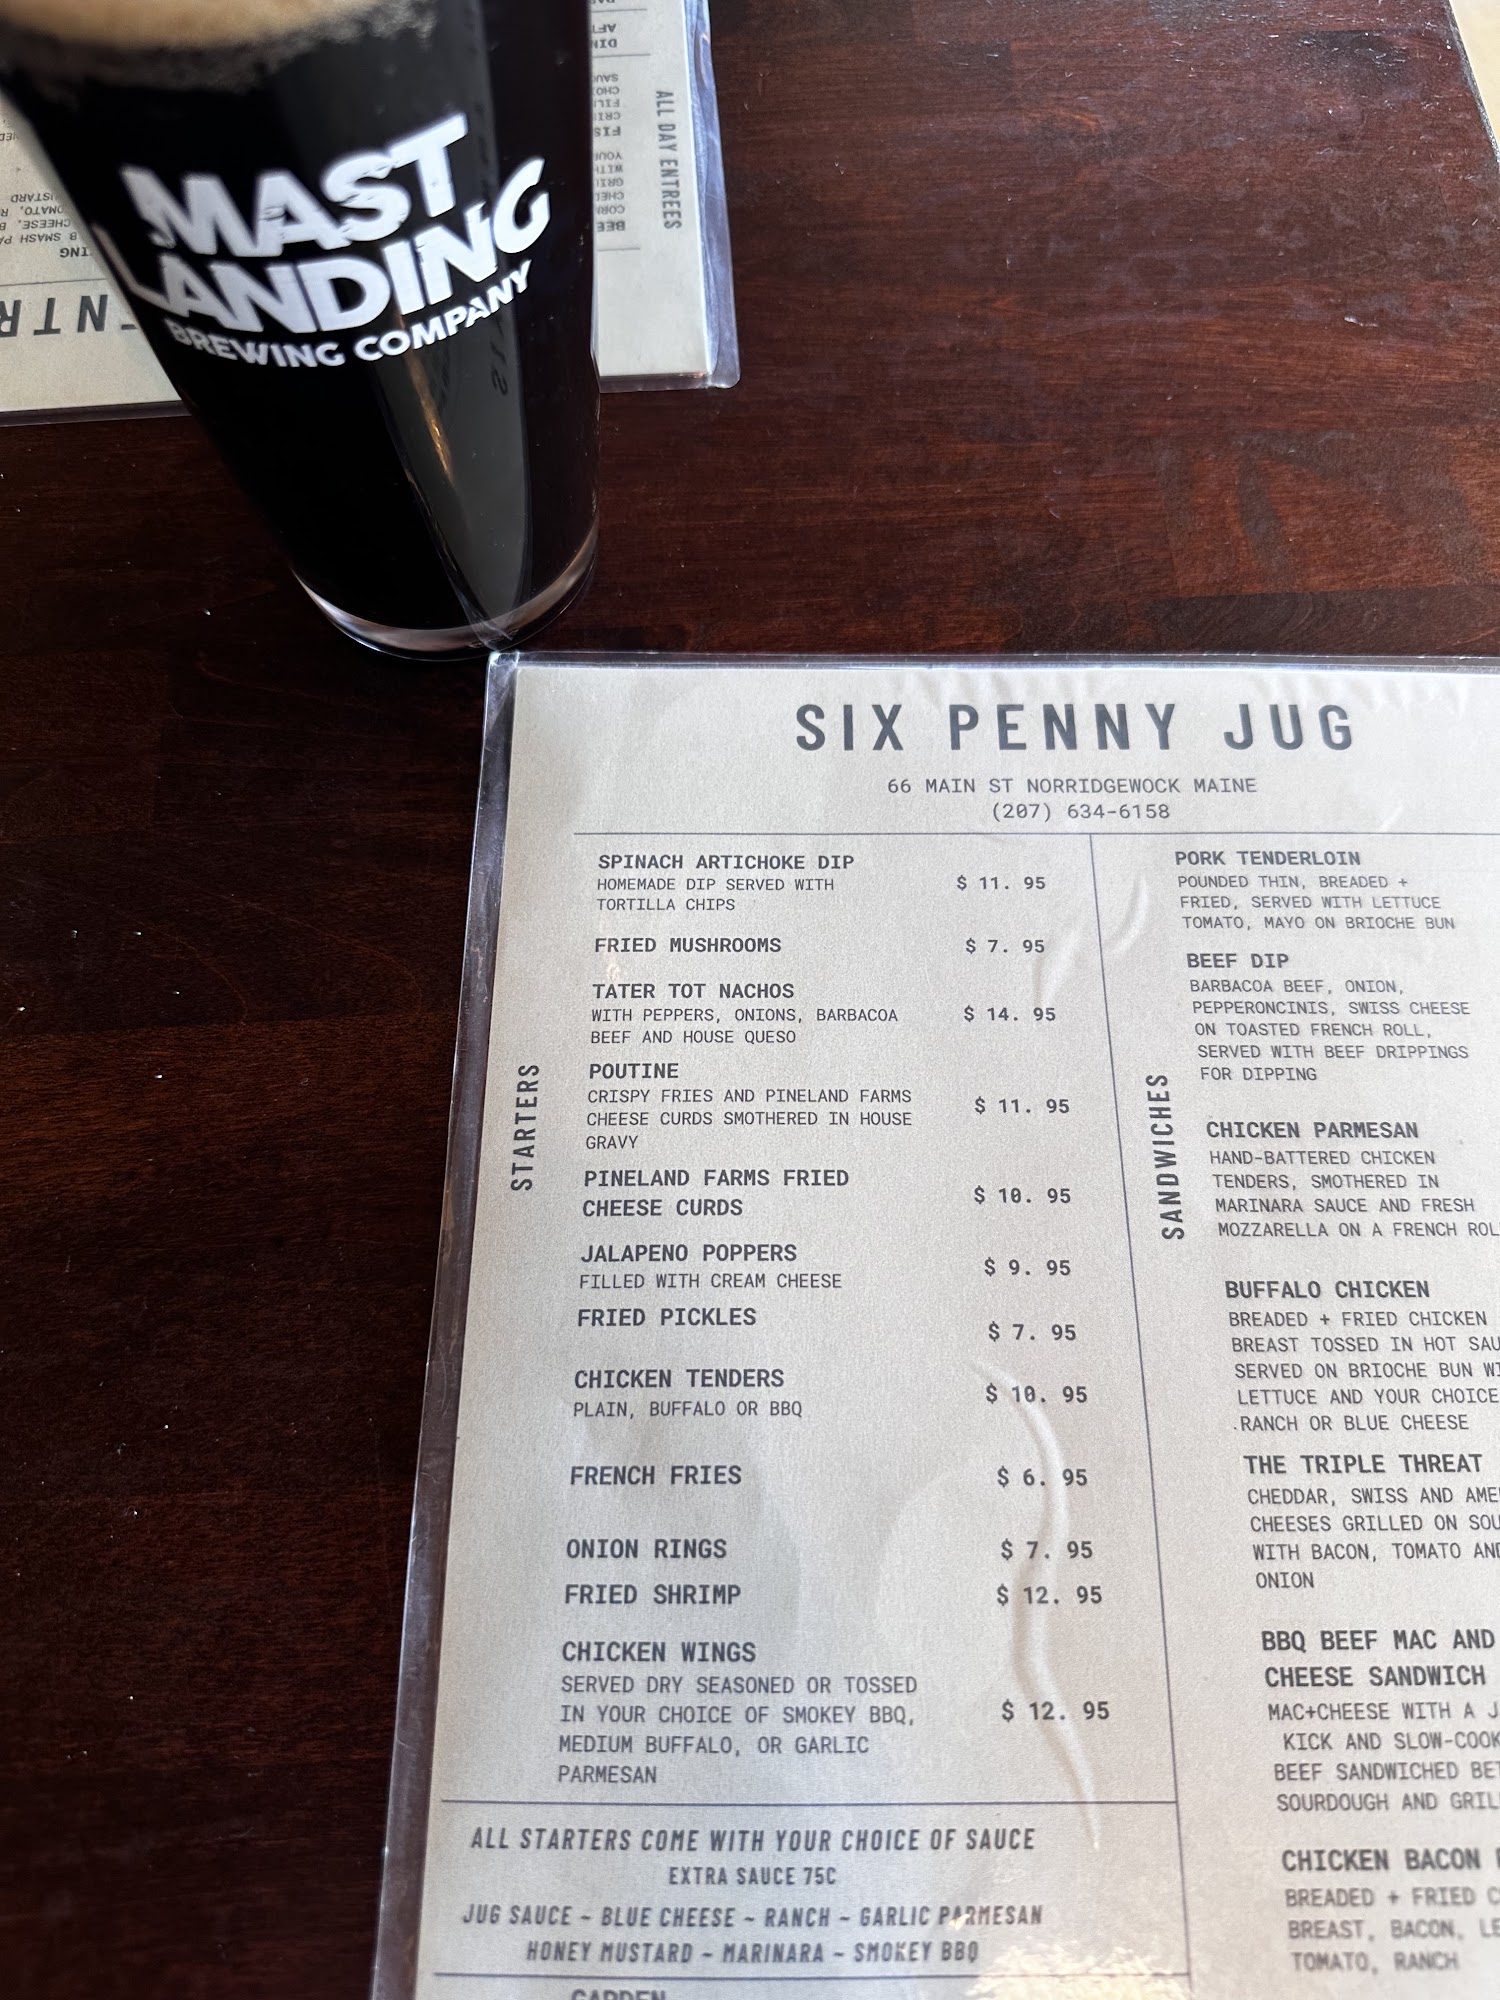 MAST
LANDING
BREWING COMPANY
ALL DAY ENTREES
SIX PENNY JUG
66 MAIN ST NORRIDGEWOCK MAINE
(207) 634-6158
STARTERS
SPINACH ARTICHOKE DIP
HOMEMADE DIP SERVED WITH
TORTILLA CHIPS
$ 11. 95
FRIED MUSHROOMS $ 7. 95
TATER TOT NACHOS
WITH PEPPERS, ONIONS, BARBACOA
BEEF AND HOUSE QUESO
$ 14. 95
POUTINE
CRISPY FRIES AND PINELAND FARMS
CHEESE CURDS SMOTHERED IN HOUSE
GRAVY
$ 11. 95
PINELAND FARMS FRIED
CHEESE CURDS
$ 10. 95
JALAPENO POPPERS
FILLED WITH CREAM CHEESE
$ 9. 95
FRIED PICKLES
$ 7. 95
CHICKEN TENDERS
PLAIN, BUFFALO OR BBQ
$ 10. 95
FRENCH FRIES $ 6. 95
ONION RINGS $ 7. 95
FRIED SHRIMP $ 12. 95
CHICKEN WINGS
SERVED DRY SEASONED OR TOSSED
IN YOUR CHOICE OF SMOKEY BBQ,
MEDIUM BUFFALO, OR GARLIC
PARMESAN
$ 12. 95
ALL STARTERS COME WITH YOUR CHOICE OF SAUCE
EXTRA SAUCE 75C
JUG SAUCE ~ BLUE CHEESE ~ RANCH ~ GARLIC PARMESAN
HONEY MUSTARD ~ MARINARA ~ SMOKEY BBQ
GARDEN
SANDWICHES
PORK TENDERLOIN
POUNDED THIN, BREADED +
FRIED, SERVED WITH LETTUCE
TOMATO, MAYO ON BRIOCHE BUN
BEEF DIP
BARBACOA BEEF, ONION,
PEPPERONCINIS, SWISS CHEESE
ON TOASTED FRENCH ROLL,
SERVED WITH BEEF DRIPPINGS
FOR DIPPING
CHICKEN PARMESAN
HAND-BATTERED CHICKEN
TENDERS, SMOTHERED IN
MARINARA SAUCE AND FRESH
MOZZARELLA ON A FRENCH ROL
BUFFALO CHICKEN
BREADED + FRIED CHICKEN
BREAST TOSSED IN HOT SAU
SERVED ON BRIOCHE BUN WI
LETTUCE AND YOUR CHOICE
RANCH OR BLUE CHEESE
THE TRIPLE THREAT
CHEDDAR, SWISS AND AME
CHEESES GRILLED ON SOU
WITH BACON, TOMATO AND
ONION
BBQ BEEF MAC AND
CHEESE SANDWICH
MAC+CHEESE WITH A J
KICK AND SLOW-COOK
BEEF SANDWICHED BET
SOURDOUGH AND GRIL
CHICKEN BACON
BREADED + FRIED C
BREAST, BACON, LE
TOMATO, RANCH